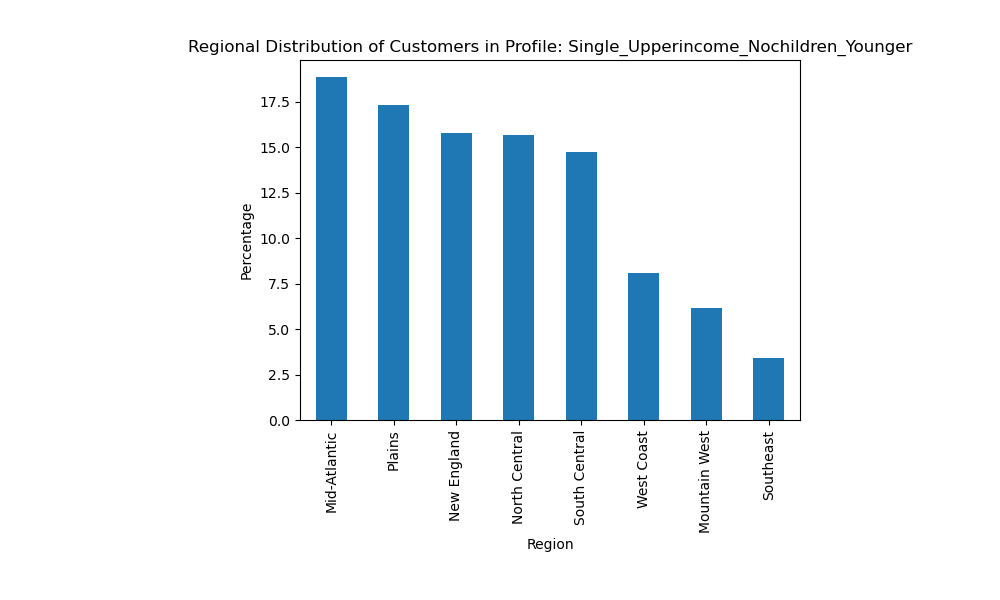 Regional Distribution of Customers in Profile: Single_Upperincome_Nochildren_Younger
Percentage
17.5
15.0
12.5
10.0
7.5
5.0
2.5
0.0
Mid-Atlantic
Plains
New England
North Central
South Central
West Coast
Mountain West
Southeast
Region